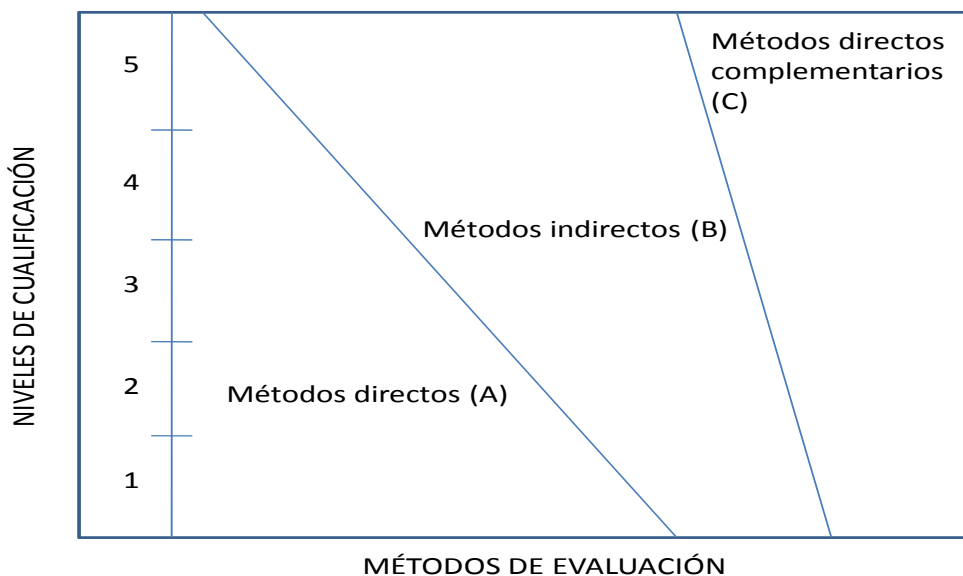 NIVELES DE CUALIFICACIÓN
5
4
3
2
1
Métodos directos
complementarios
(C)
Métodos indirectos (B)
Métodos directos (A)
MÉTODOS DE EVALUACIÓN